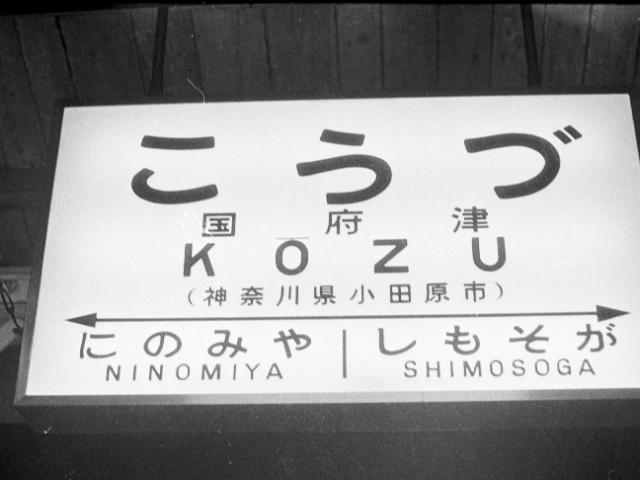 こうづ
国府津
KŌZU
(神奈川県小田原市)
にのみや しもそが
NINOMIYA SHIMOSOGA